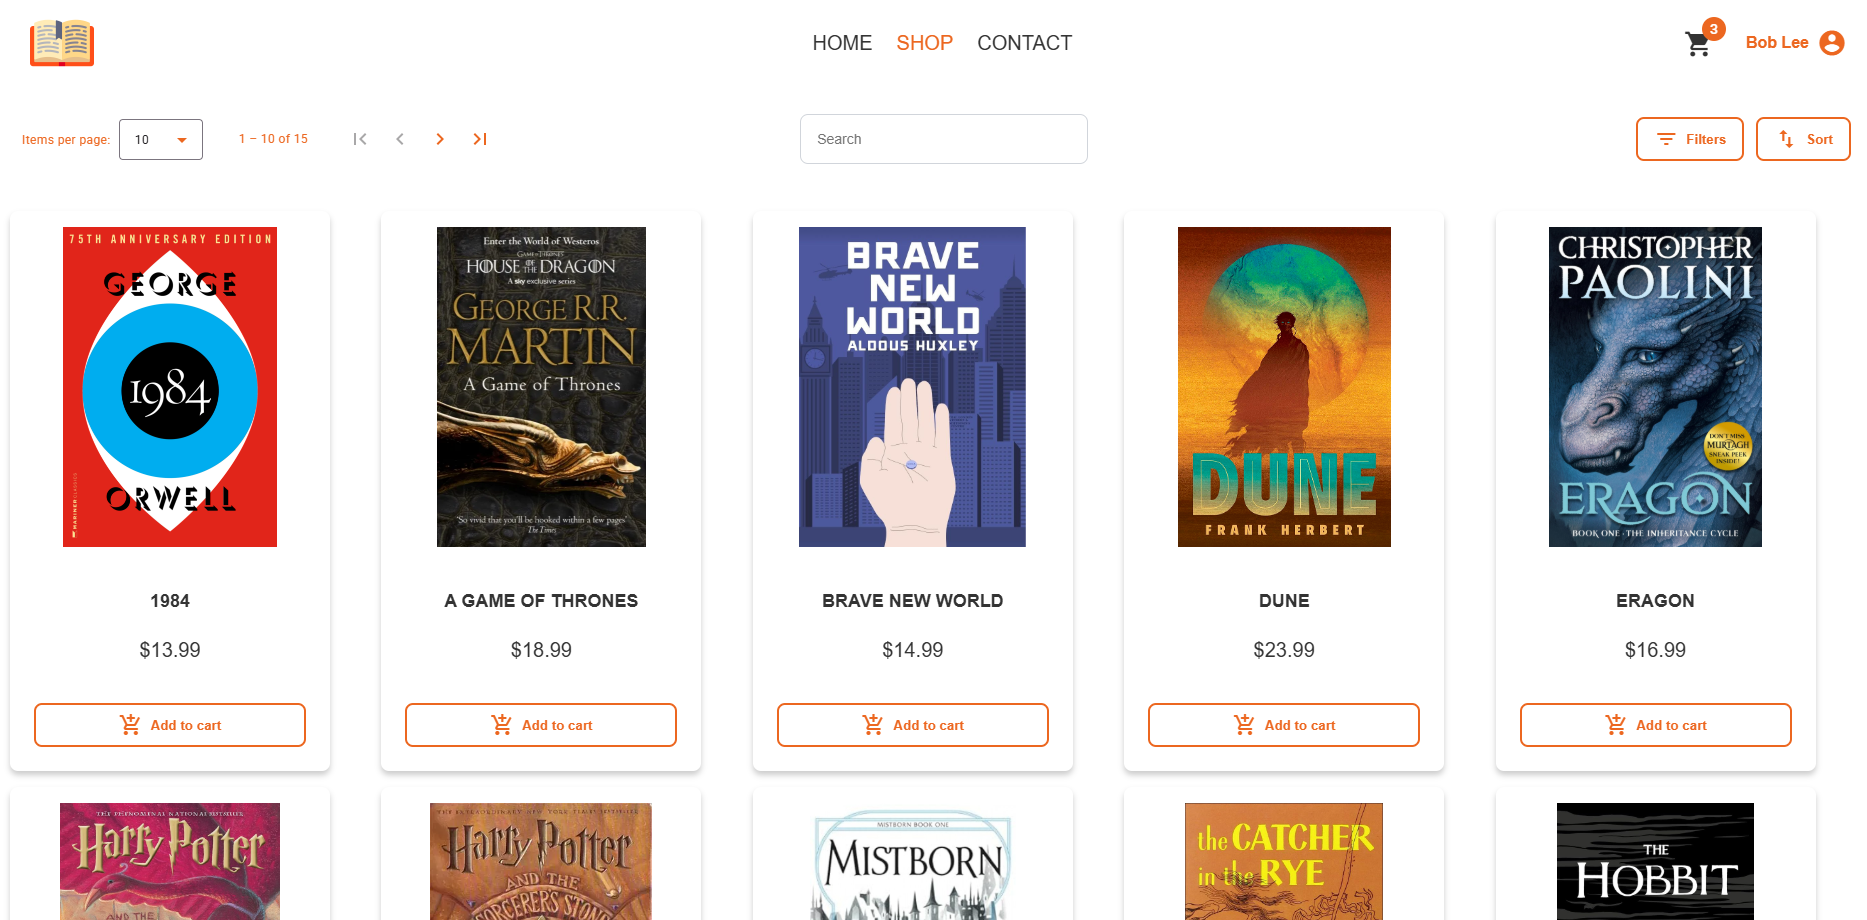 HOME SHOP CONTACT
3
Bob Lee
Items per page:
10
1 – 10 of 15
Search
Filters
Sort
75TH ANNIVERSARY EDITION
GEORGE
1984
ORWELL
MARINER CLASSICS
Enter the World of Westeros
GAME OF THRONES
HOUSE OF THE DRAGON
A sky exclusive series
GEORGE R.R.
MARTIN
A Game of Thrones
'So vivid that you'll be hooked within a few pages'
The Times
BRAVE
NEW
WORLD
ALDOUS HUXLEY
DUNE
FRANK HERBERT
CHRISTOPHER
PAOLINI
DON'T MISS
MURTAGH
SNEAK PEEK
INSIDE!
ERAGON
BOOK ONE · THE INHERITANCE CYCLE
1984
A GAME OF THRONES
BRAVE NEW WORLD
DUNE
ERAGON
$13.99
$18.99
$14.99
$23.99
$16.99
Add to cart
Add to cart
Add to cart
Add to cart
Add to cart
THE PHENOMENAL NATIONAL BESTSELLER
Harry Potter
AND THE
THE EXTRAORDINARY NEW YORK TIMES BESTSELLER
Harry Potter
AND THE
SORCERER'S STONE
MISTBORN BOOK ONE
MISTBORN
the CATCHER
in the RYE
THE
HOBBIT